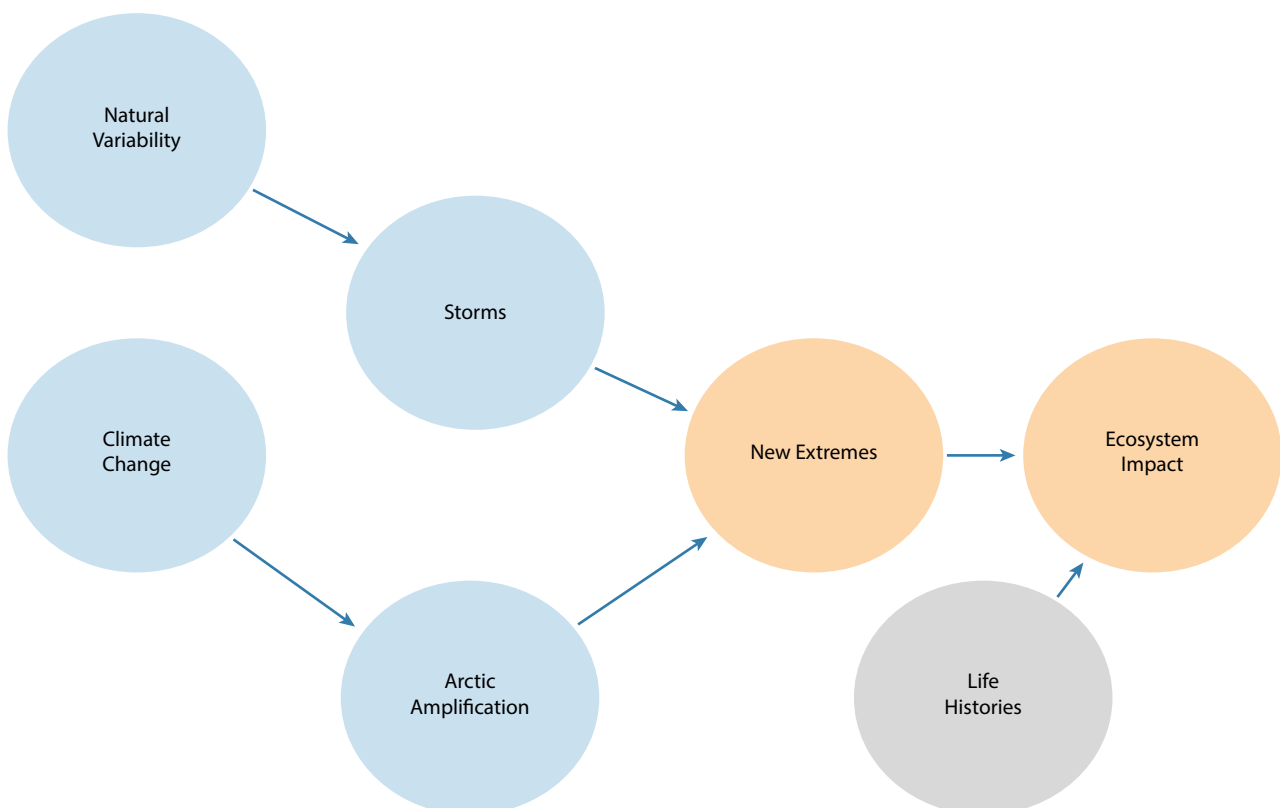 Natural
Variability
Storms
Climate
Change
New Extremes
Ecosystem
Impact
Arctic
Amplification
Life
Histories